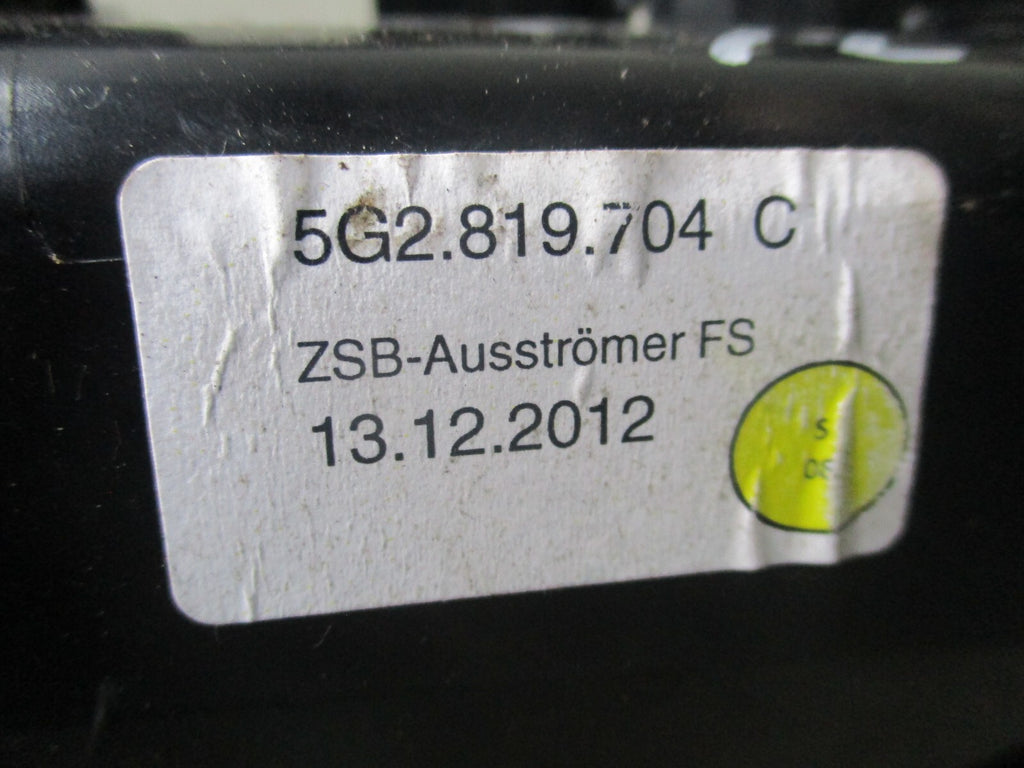 5G2.819.704 C
ZSB-Ausströmer FS
13.12.2012
S